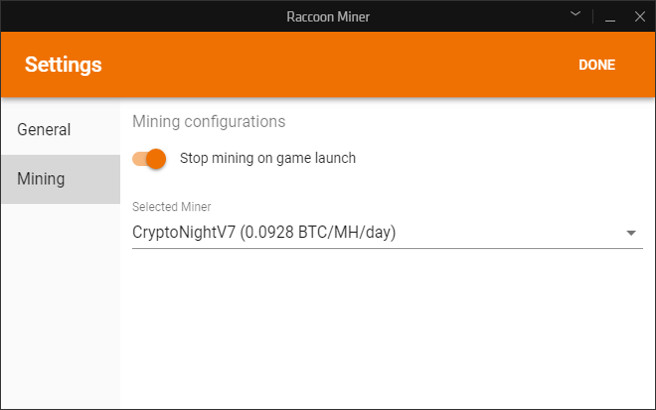 Raccoon Miner
Settings
DONE
General
Mining
Mining configurations
Stop mining on game launch
Selected Miner
CryptoNightV7 (0.0928 BTC/MH/day)